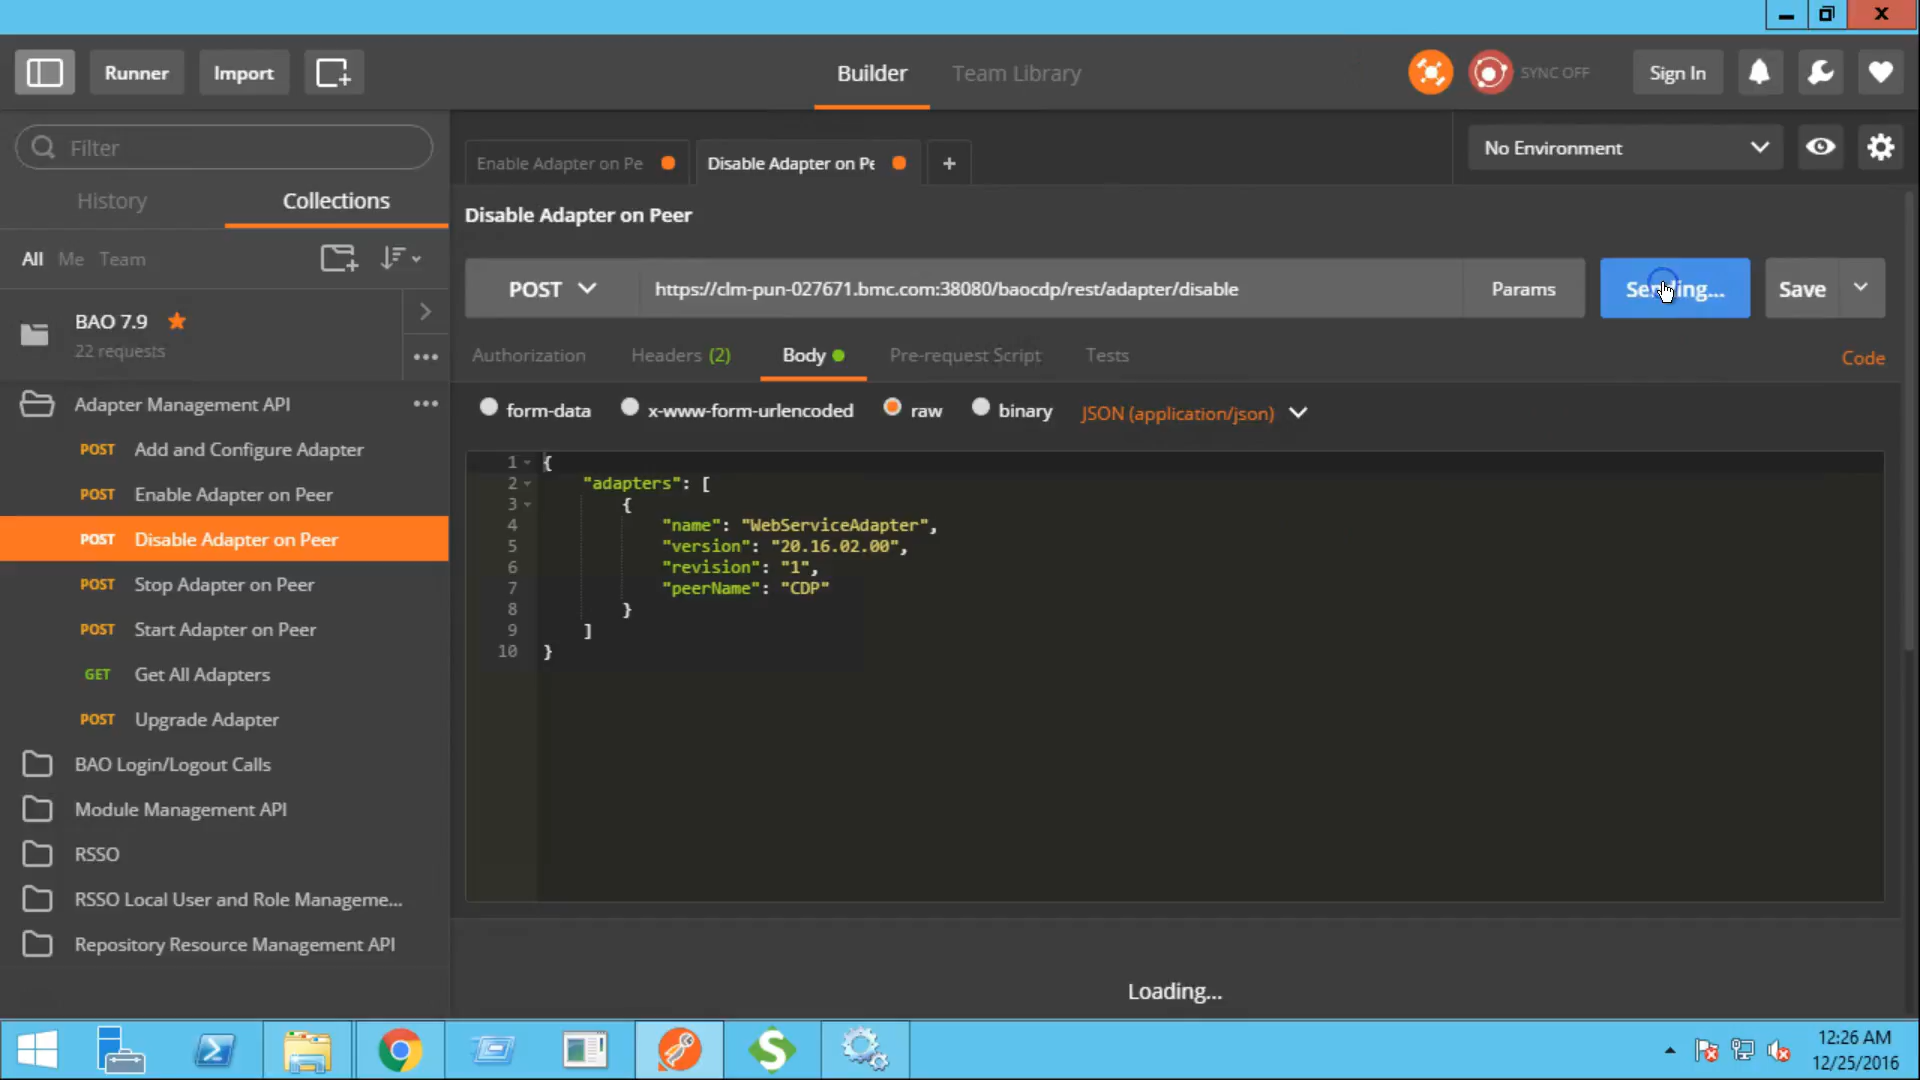 Runner
Import
Builder
Team Library
SYNC OFF
Sign In
Filter
History
Collections
All Me Team
BAO 7.9
22 requests
Adapter Management API
POST Add and Configure Adapter
POST Enable Adapter on Peer
POST Disable Adapter on Peer
POST Stop Adapter on Peer
POST Start Adapter on Peer
GET Get All Adapters
POST Upgrade Adapter
BAO Login/Logout Calls
Module Management API
RSSO
RSSO Local User and Role Manageme...
Repository Resource Management API
Enable Adapter on Pe
Disable Adapter on Pe
No Environment
Disable Adapter on Peer
POST
https://clm-pun-027671.bmc.com:38080/baocdp/rest/adapter/disable
Params
Sending...
Save
Authorization
Headers (2)
Body
Pre-request Script
Tests
Code
form-data
x-www-form-urlencoded
raw
binary
JSON (application/json)
1 {
2 "adapters": [
3 {
4 "name": "WebServiceAdapter",
5 "version": "20.16.02.00",
6 "revision": "1",
7 "peerName": "CDP"
8 }
9 ]
10 }
Loading...
12:26 AM
12/25/2016